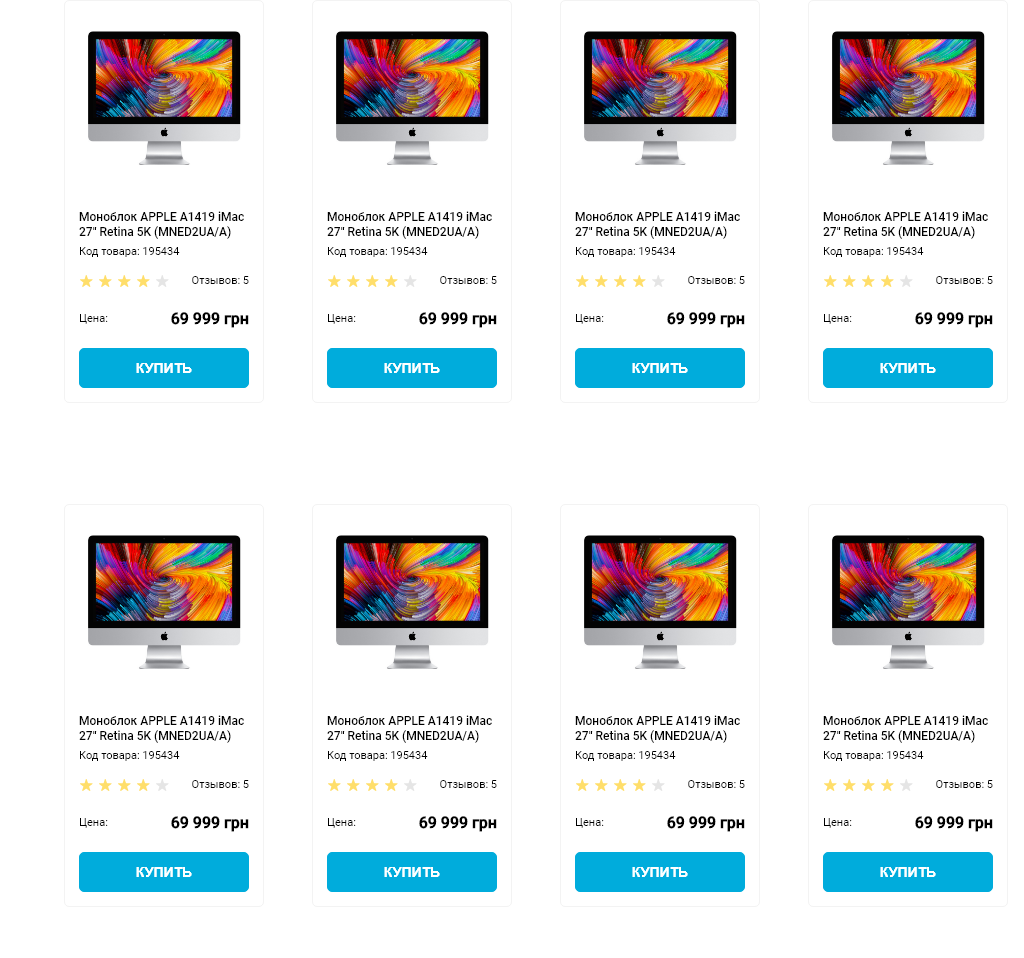 Моноблок APPLE A1419 iMac
27" Retina 5K (MNED2UA/A)
Код товара: 195434
Отзывов: 5
Цена: 69 999 грн
КУПИТЬ
Моноблок APPLE A1419 iMac
27" Retina 5K (MNED2UA/A)
Код товара: 195434
Отзывов: 5
Цена: 69 999 грн
КУПИТЬ
Моноблок APPLE A1419 iMac
27" Retina 5K (MNED2UA/A)
Код товара: 195434
Отзывов: 5
Цена: 69 999 грн
КУПИТЬ
Моноблок APPLE A1419 iMac
27" Retina 5K (MNED2UA/A)
Код товара: 195434
Отзывов: 5
Цена: 69 999 грн
КУПИТЬ
Моноблок APPLE A1419 iMac
27" Retina 5K (MNED2UA/A)
Код товара: 195434
Отзывов: 5
Цена: 69 999 грн
КУПИТЬ
Моноблок APPLE A1419 iMac
27" Retina 5K (MNED2UA/A)
Код товара: 195434
Отзывов: 5
Цена: 69 999 грн
КУПИТЬ
Моноблок APPLE A1419 iMac
27" Retina 5K (MNED2UA/A)
Код товара: 195434
Отзывов: 5
Цена: 69 999 грн
КУПИТЬ
Моноблок APPLE A1419 iMac
27" Retina 5K (MNED2UA/A)
Код товара: 195434
Отзывов: 5
Цена: 69 999 грн
КУПИТЬ